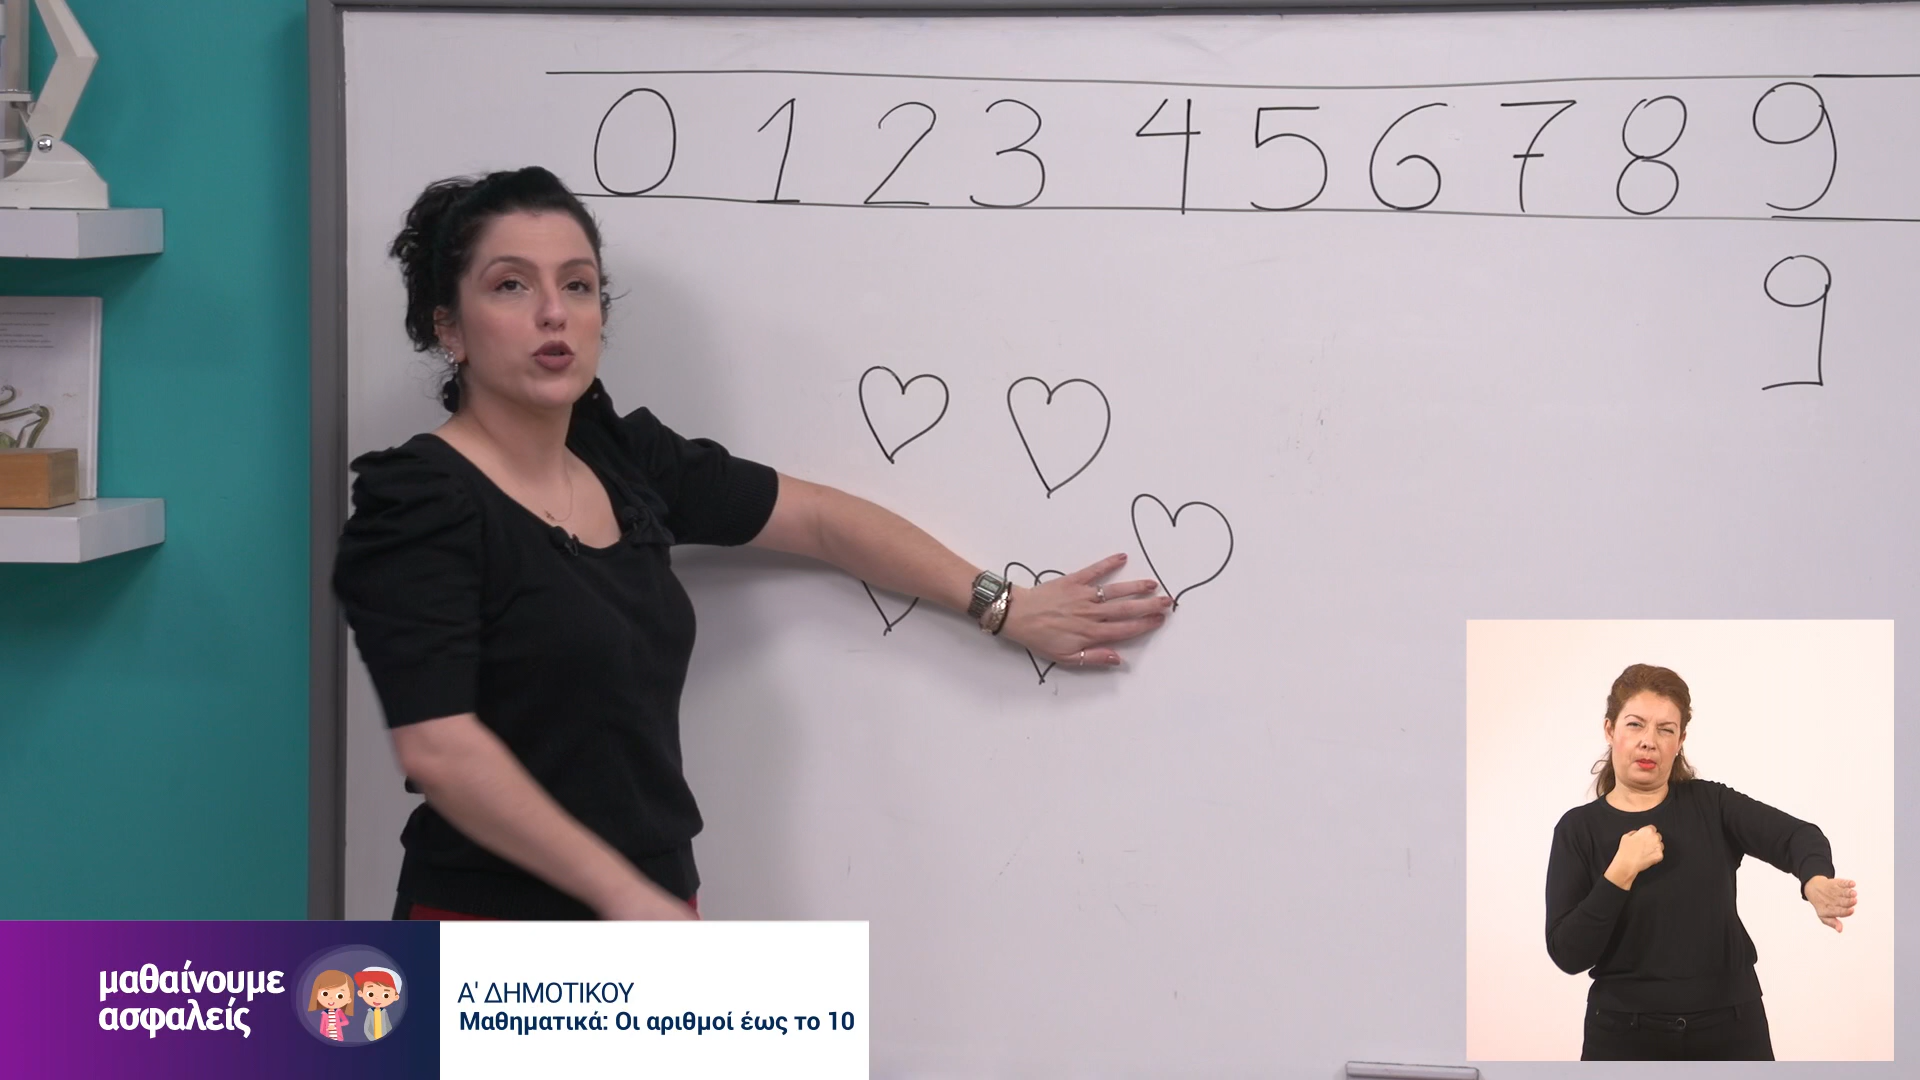 0 1 2 3 4 5 6 7 8 9
9
μαθαίνουμε
ασφαλείς
Α' ΔΗΜΟΤΙΚΟΥ
Μαθηματικά: Οι αριθμοί έως το 10